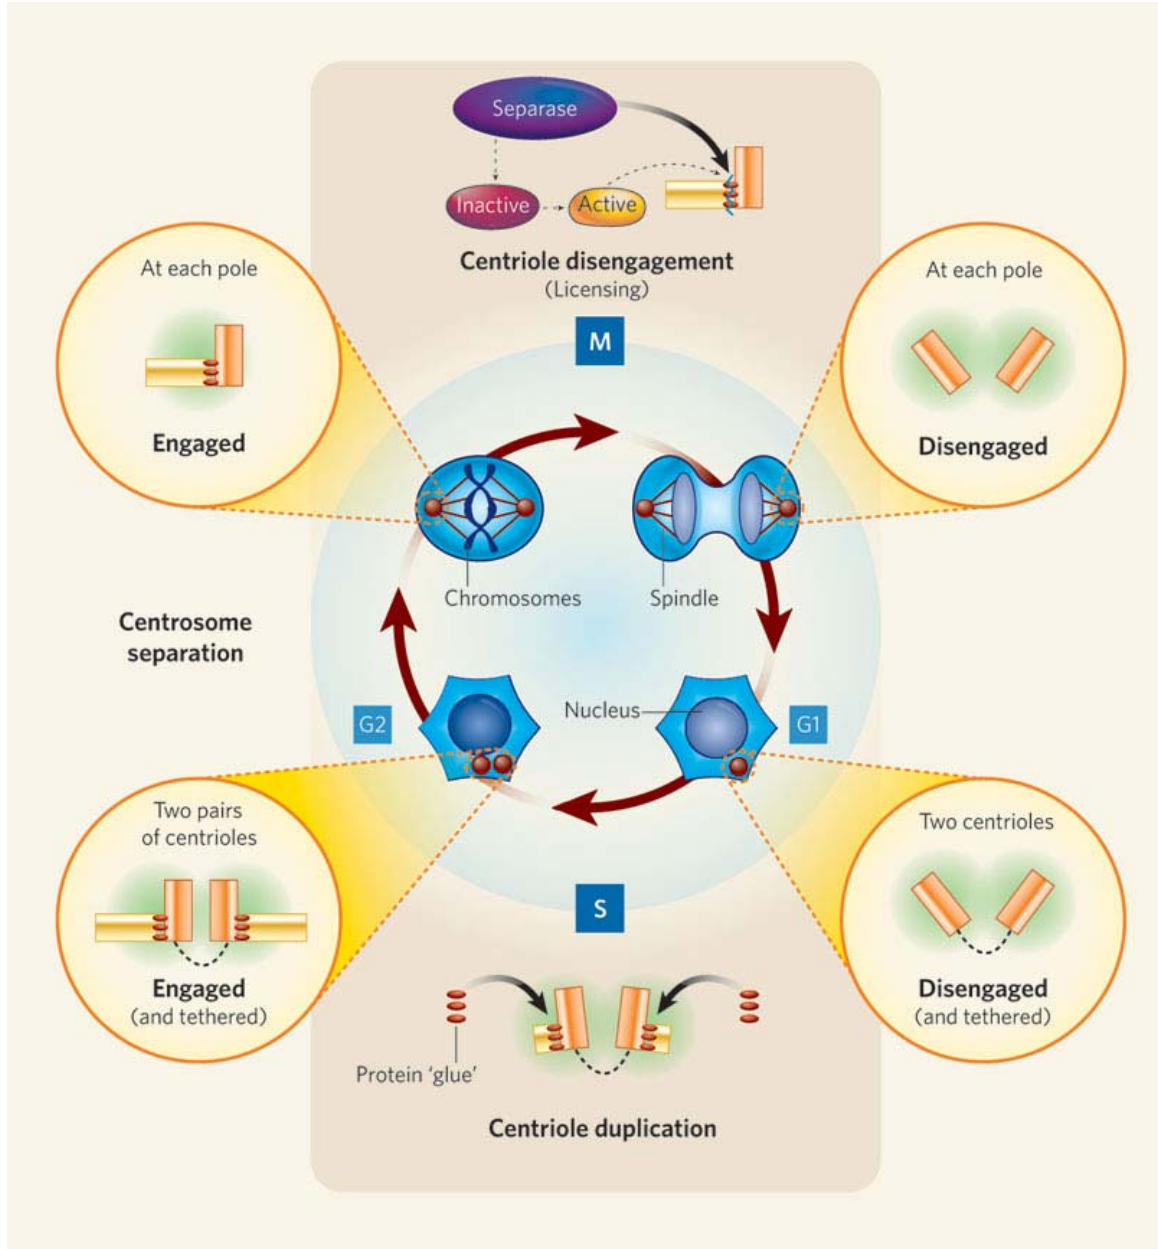 Separase
Inactive
Active
Centriole disengagement
(Licensing)
M
At each pole
Engaged
At each pole
Disengaged
Chromosomes
Spindle
Centrosome
separation
G2
Nucleus
G1
Two pairs
of centrioles
Engaged
(and tethered)
Two centrioles
Disengaged
(and tethered)
S
Protein ‘glue’
Centriole duplication